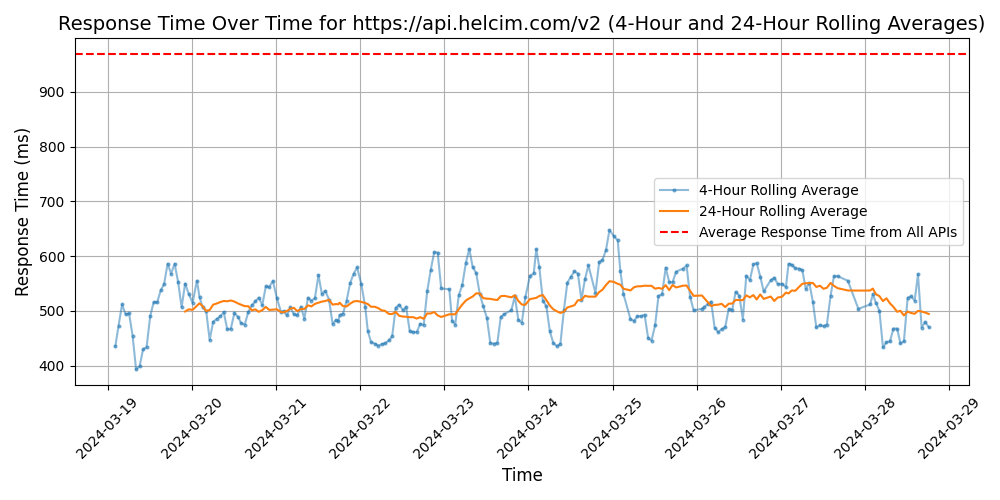 Response Time Over Time for https://api.helcim.com/v2 (4-Hour and 24-Hour Rolling Averages)
Response Time (ms)
900
800
700
600
500
400
4-Hour Rolling Average
24-Hour Rolling Average
Average Response Time from All APIs
2024-03-19
2024-03-20
2024-03-21
2024-03-22
2024-03-23
2024-03-24
2024-03-25
2024-03-26
2024-03-27
2024-03-28
2024-03-29
Time